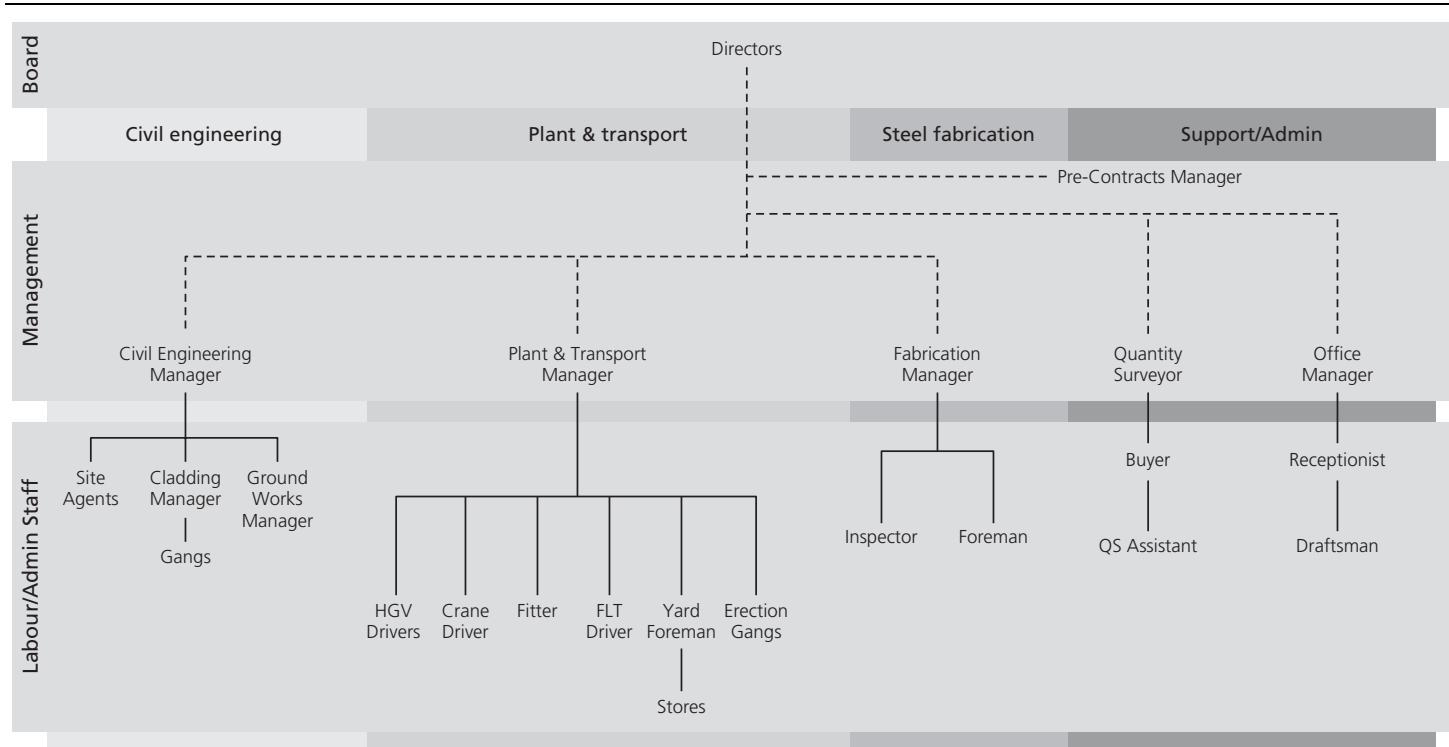 Board
Directors
Civil engineering
Plant & transport
Steel fabrication
Support/Admin
Management
Pre-Contracts Manager
Civil Engineering
Manager
Plant & Transport
Manager
Fabrication
Manager
Quantity
Surveyor
Office
Manager
Labour/Admin Staff
Site
Agents
Cladding
Manager
Gangs
Ground
Works
Manager
HGV
Drivers
Crane
Driver
Fitter
FLT
Driver
Yard
Foreman
Stores
Erection
Gangs
Inspector
Foreman
Buyer
QS Assistant
Receptionist
Draftsman